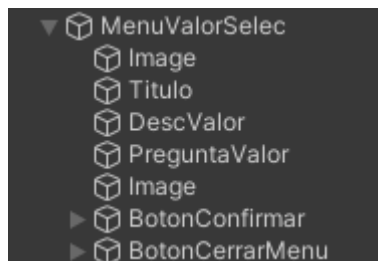 MenuValorSelec
Image
Titulo
DescValor
PreguntaValor
Image
BotonConfirmar
BotonCerrarMenu